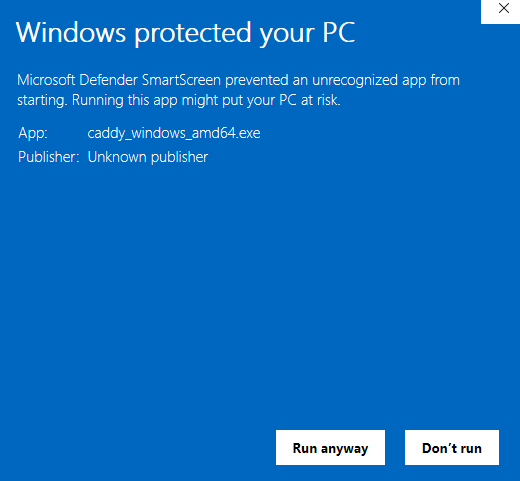 Windows protected your PC
Microsoft Defender SmartScreen prevented an unrecognized app from
starting. Running this app might put your PC at risk.
App: caddy_windows_amd64.exe
Publisher: Unknown publisher
Run anyway Don’t run